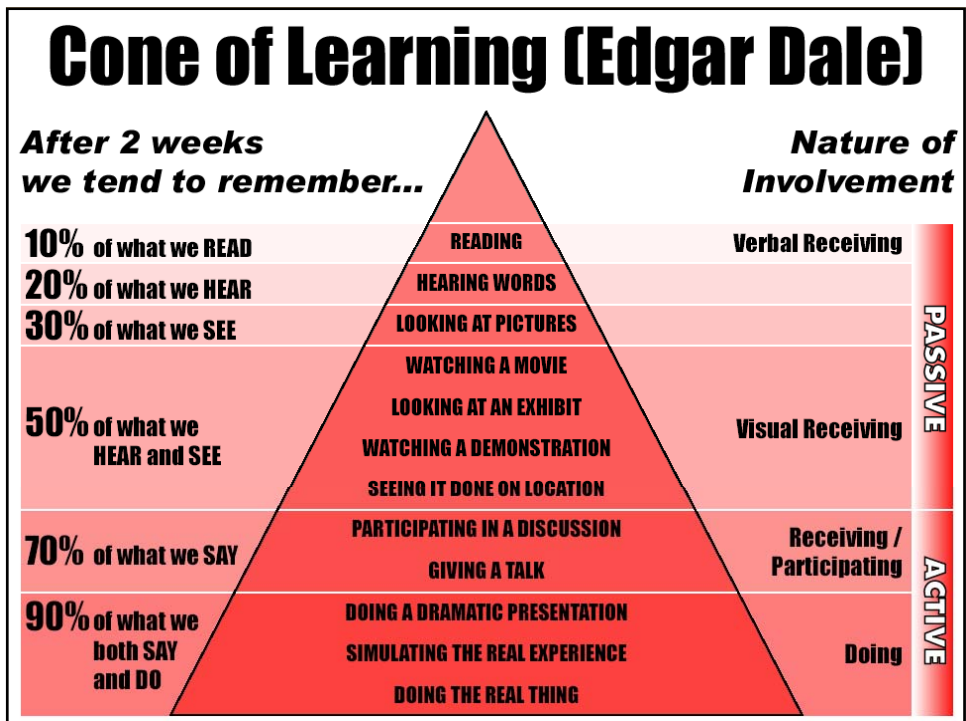 Cone of Learning (Edgar Dale)
After 2 weeks
we tend to remember...
Nature of
Involvement
10% of what we READ
READING
Verbal Receiving
20% of what we HEAR
HEARING WORDS
30% of what we SEE
LOOKING AT PICTURES
WATCHING A MOVIE
LOOKING AT AN EXHIBIT
50% of what we
HEAR and SEE
WATCHING A DEMONSTRATION
SEEING IT DONE ON LOCATION
Visual Receiving
PASSIVE
70% of what we SAY
PARTICIPATING IN A DISCUSSION
GIVING A TALK
Receiving /
Participating
90% of what we
both SAY
and DO
DOING A DRAMATIC PRESENTATION
SIMULATING THE REAL EXPERIENCE
DOING THE REAL THING
Doing
ACTIVE